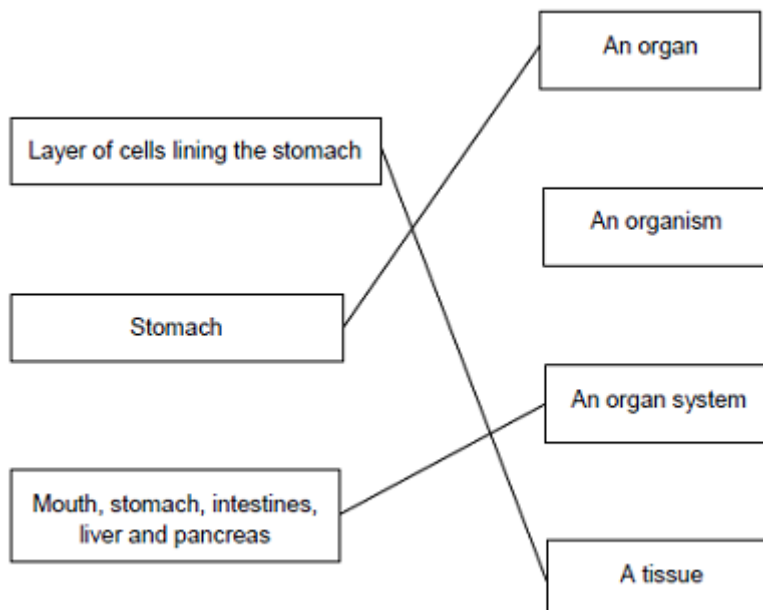 An organ
Layer of cells lining the stomach
An organism
Stomach
An organ system
Mouth, stomach, intestines,
liver and pancreas
A tissue